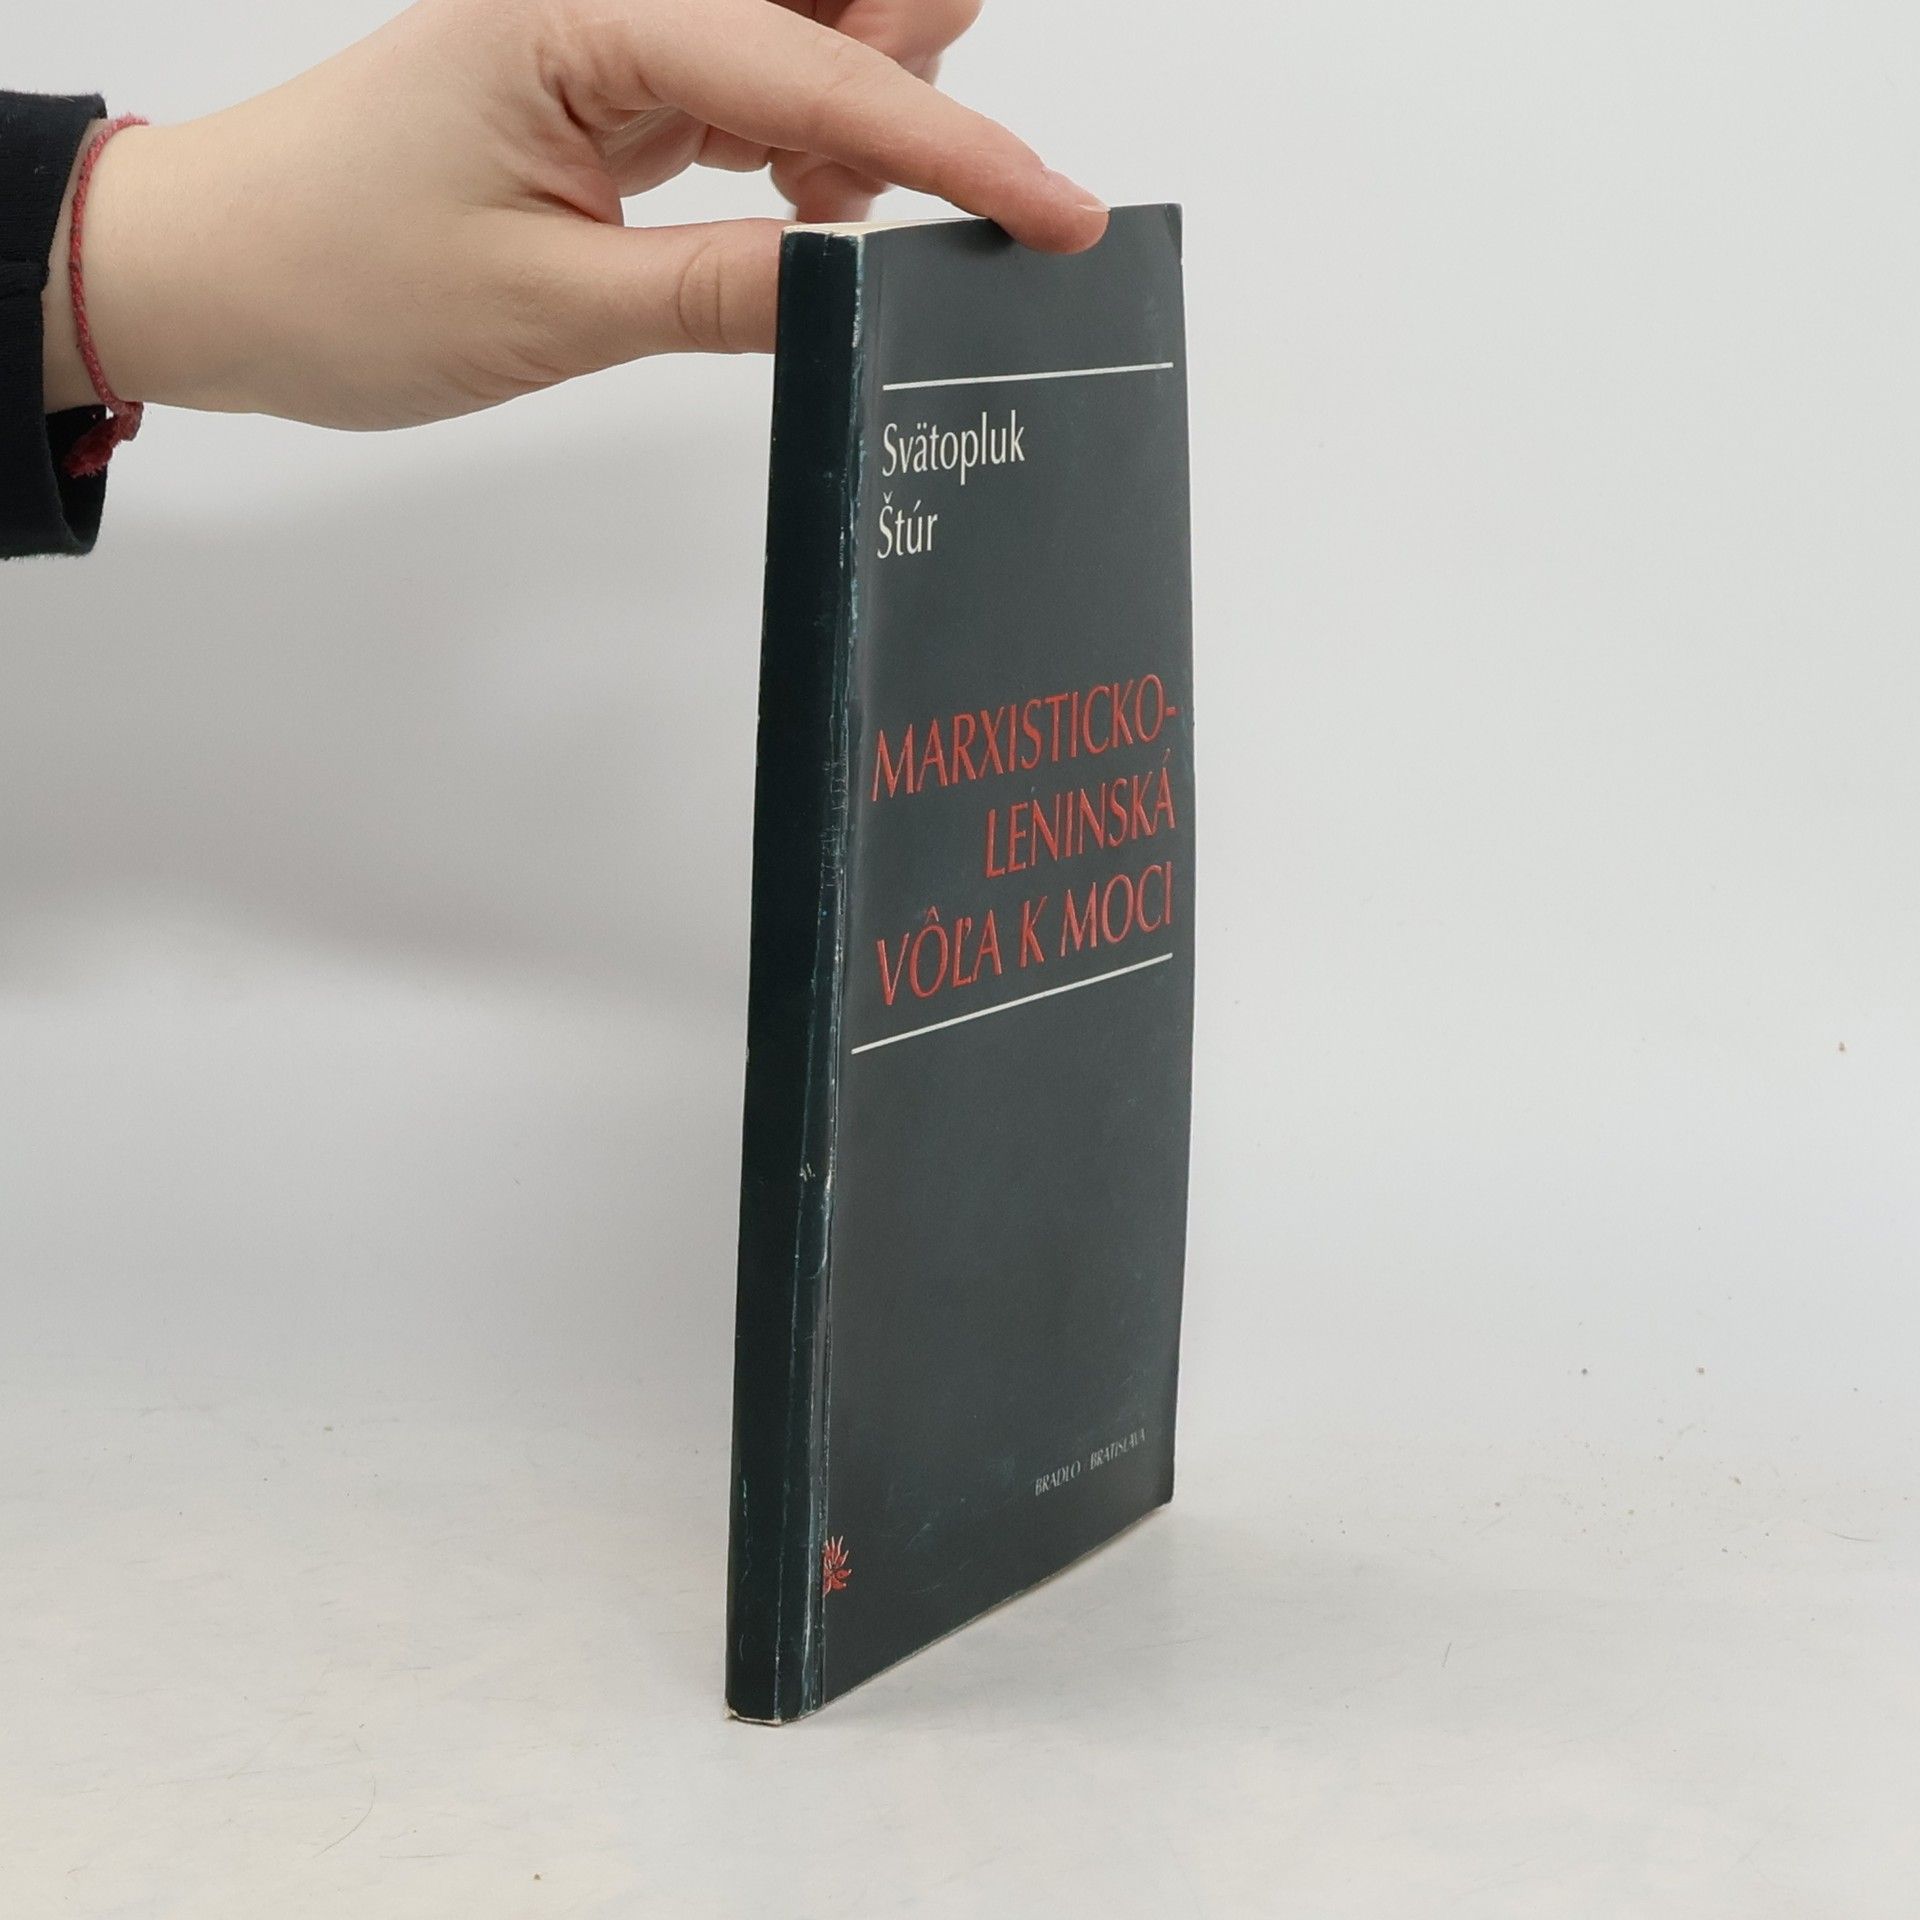 Svätopluk
Štúr
MARXISTICKO-
LENINSKÁ
VÔĽA K MOCI
BRADLO BRATISLAVA